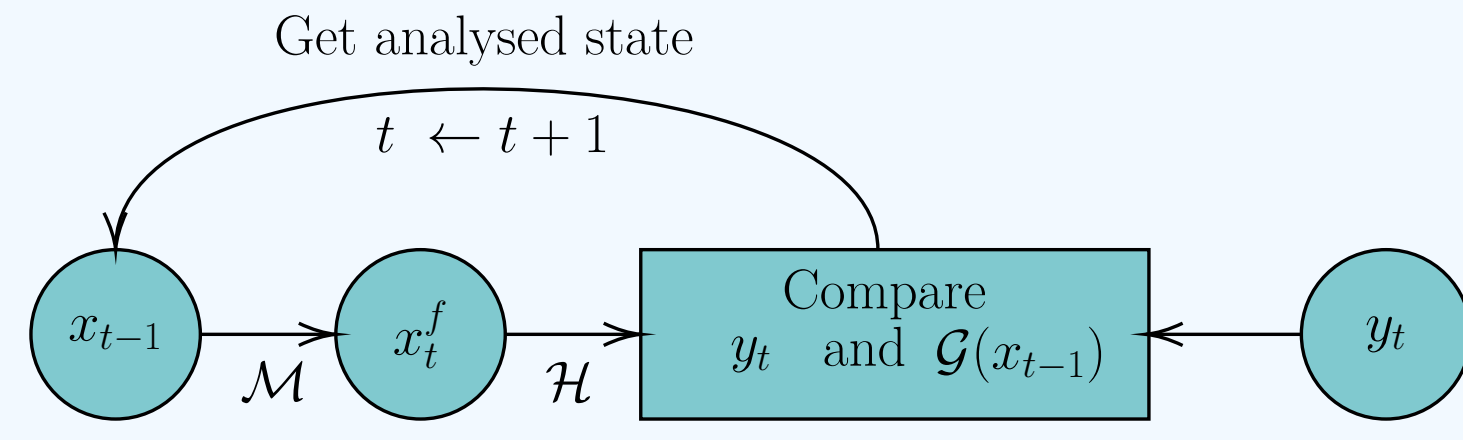 Get analysed state
t ← t + 1
x_{t−1}
x_t^f
Compare
y_t and 𝒢(x_{t−1})
y_t
ℳ
ℋ